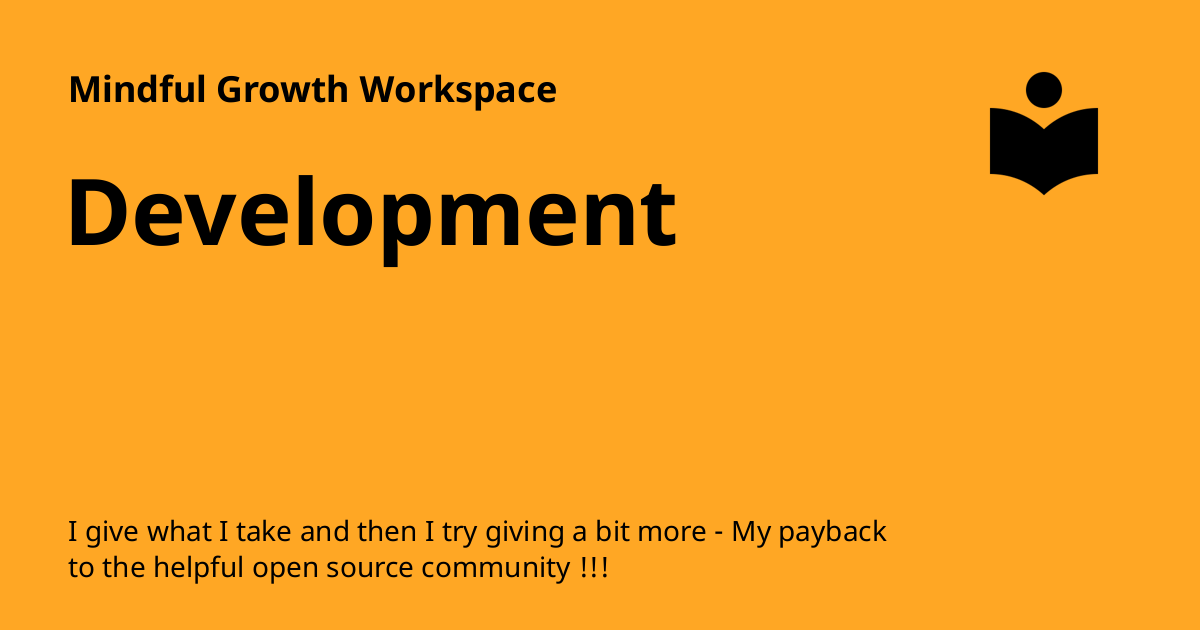 Mindful Growth Workspace
Development
I give what I take and then I try giving a bit more - My payback
to the helpful open source community !!!